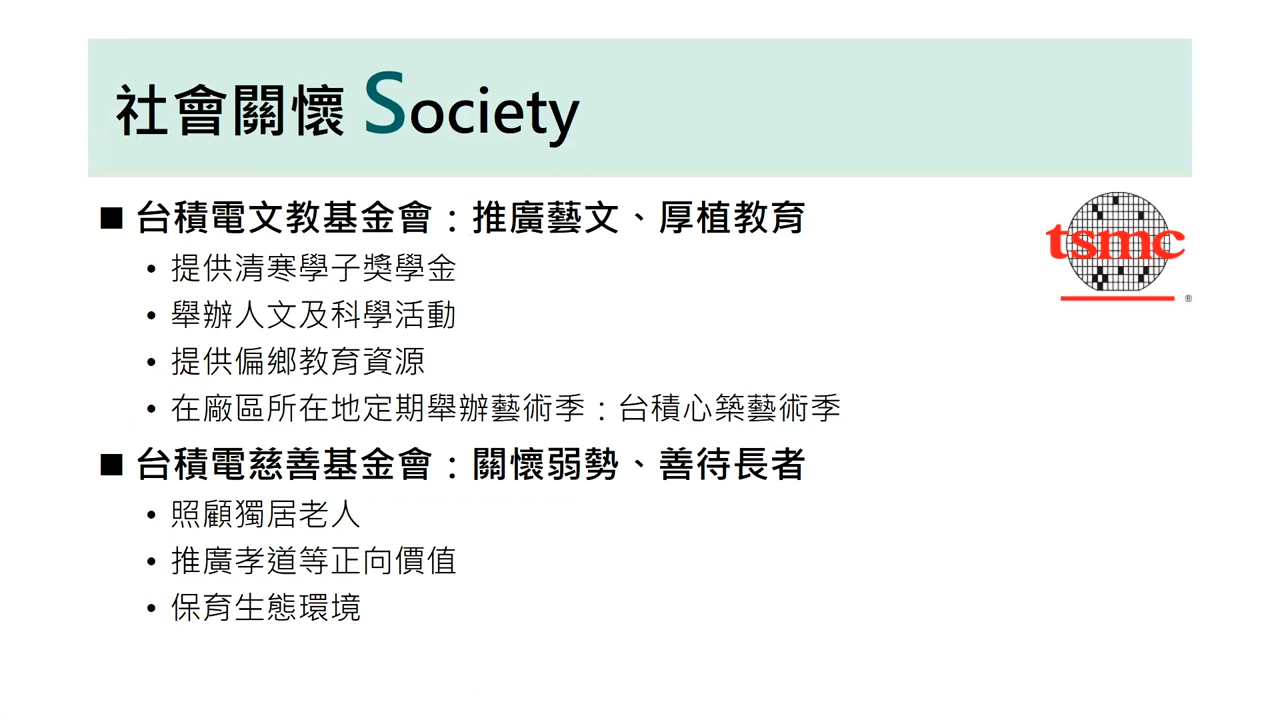 社會關懷 Society
■ 台積電文教基金會：推廣藝文、厚植教育
• 提供清寒學子獎學金
• 舉辦人文及科學活動
• 提供偏鄉教育資源
• 在廠區所在地定期舉辦藝術季：台積心築藝術季
■ 台積電慈善基金會：關懷弱勢、善待長者
• 照顧獨居老人
• 推廣孝道等正向價值
• 保育生態環境
tsmc
®